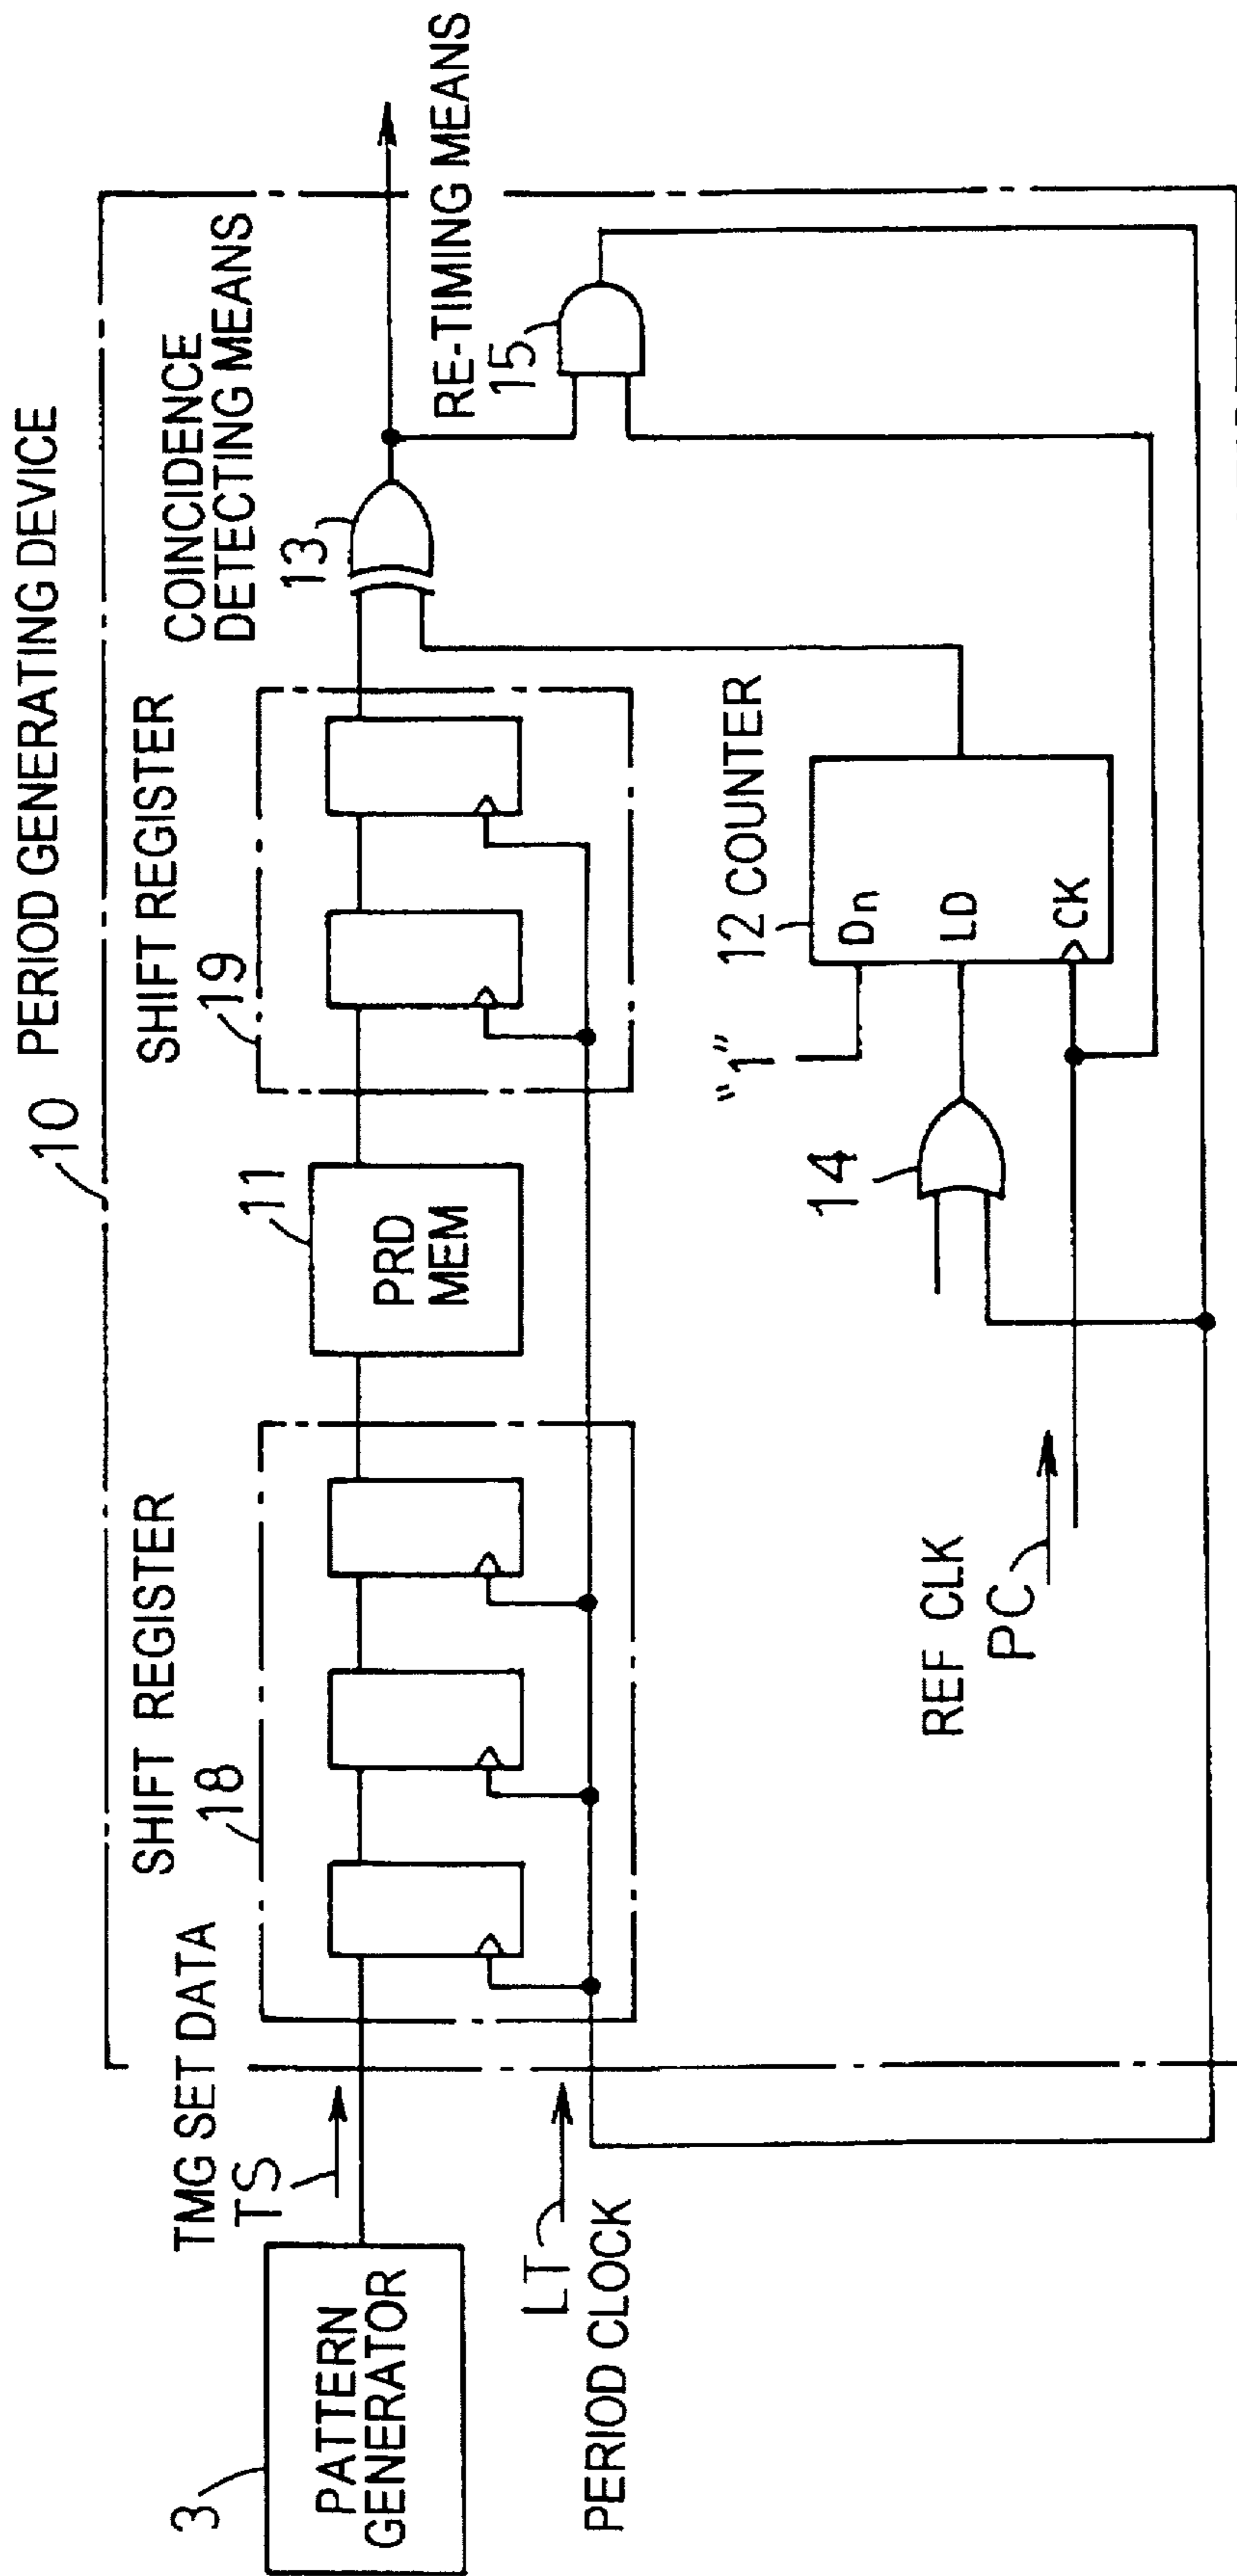 10 PERIOD GENERATING DEVICE
SHIFT REGISTER
18
SHIFT REGISTER
19
COINCIDENCE
DETECTING MEANS
13
TMG SET DATA
TS
3
PATTERN
GENERATOR
11
PRD
MEM
RE-TIMING MEANS
15
LT
PERIOD CLOCK
12 COUNTER
"1"
Dn
LD
CK
14
REF CLK
PC